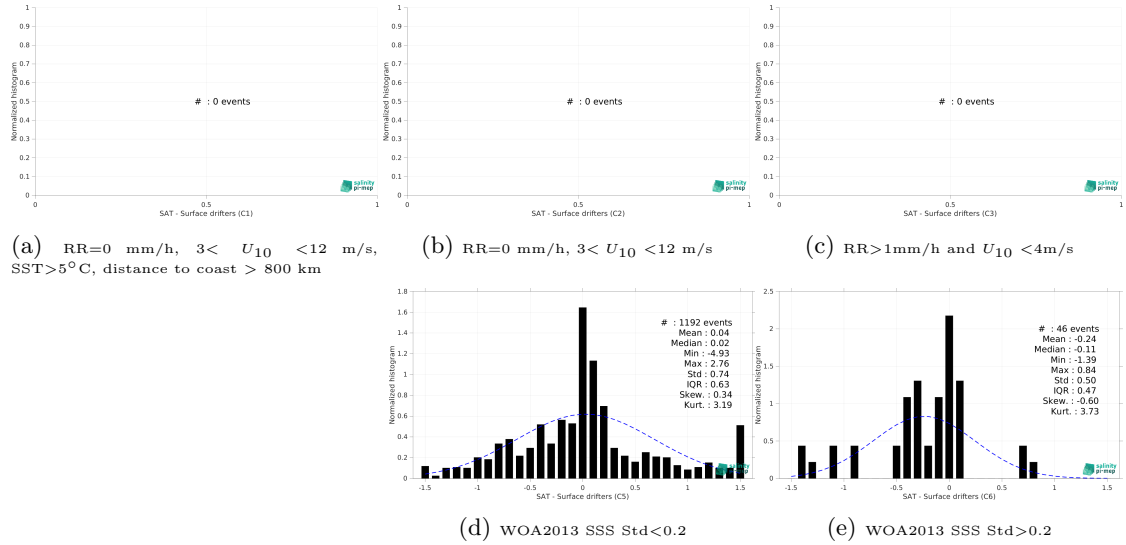 1
0.9
0.8
0.7
0.6
0.5
0.4
0.3
0.2
0.1
0
Normalized histogram
# : 0 events
salinity
pi-mep
0 0.5 1
SAT - Surface drifters (C1)
1
0.9
0.8
0.7
0.6
0.5
0.4
0.3
0.2
0.1
0
Normalized histogram
# : 0 events
salinity
pi-mep
0 0.5 1
SAT - Surface drifters (C2)
1
0.9
0.8
0.7
0.6
0.5
0.4
0.3
0.2
0.1
0
Normalized histogram
# : 0 events
salinity
pi-mep
0 0.5 1
SAT - Surface drifters (C3)
(a) RR=0 mm/h, 3< U10 <12 m/s,
SST>5°C, distance to coast > 800 km
(b) RR=0 mm/h, 3< U10 <12 m/s
(c) RR>1mm/h and U10 <4m/s
1.8
1.6
1.4
1.2
1
0.8
0.6
0.4
0.2
0
Normalized histogram
# : 1192 events
Mean : 0.04
Median : 0.02
Min : -4.93
Max : 2.76
Std : 0.74
IQR : 0.63
Skew. : 0.34
Kurt. : 3.19
salinity
pi-mep
-1.5 -1 -0.5 0 0.5 1 1.5
SAT - Surface drifters (C5)
2.5
2
1.5
1
0.5
0
Normalized histogram
# : 46 events
Mean : -0.24
Median : -0.11
Min : -1.39
Max : 0.84
Std : 0.50
IQR : 0.47
Skew. : -0.60
Kurt. : 3.73
salinity
pi-mep
-1.5 -1 -0.5 0 0.5 1 1.5
SAT - Surface drifters (C6)
(d) WOA2013 SSS Std<0.2
(e) WOA2013 SSS Std>0.2